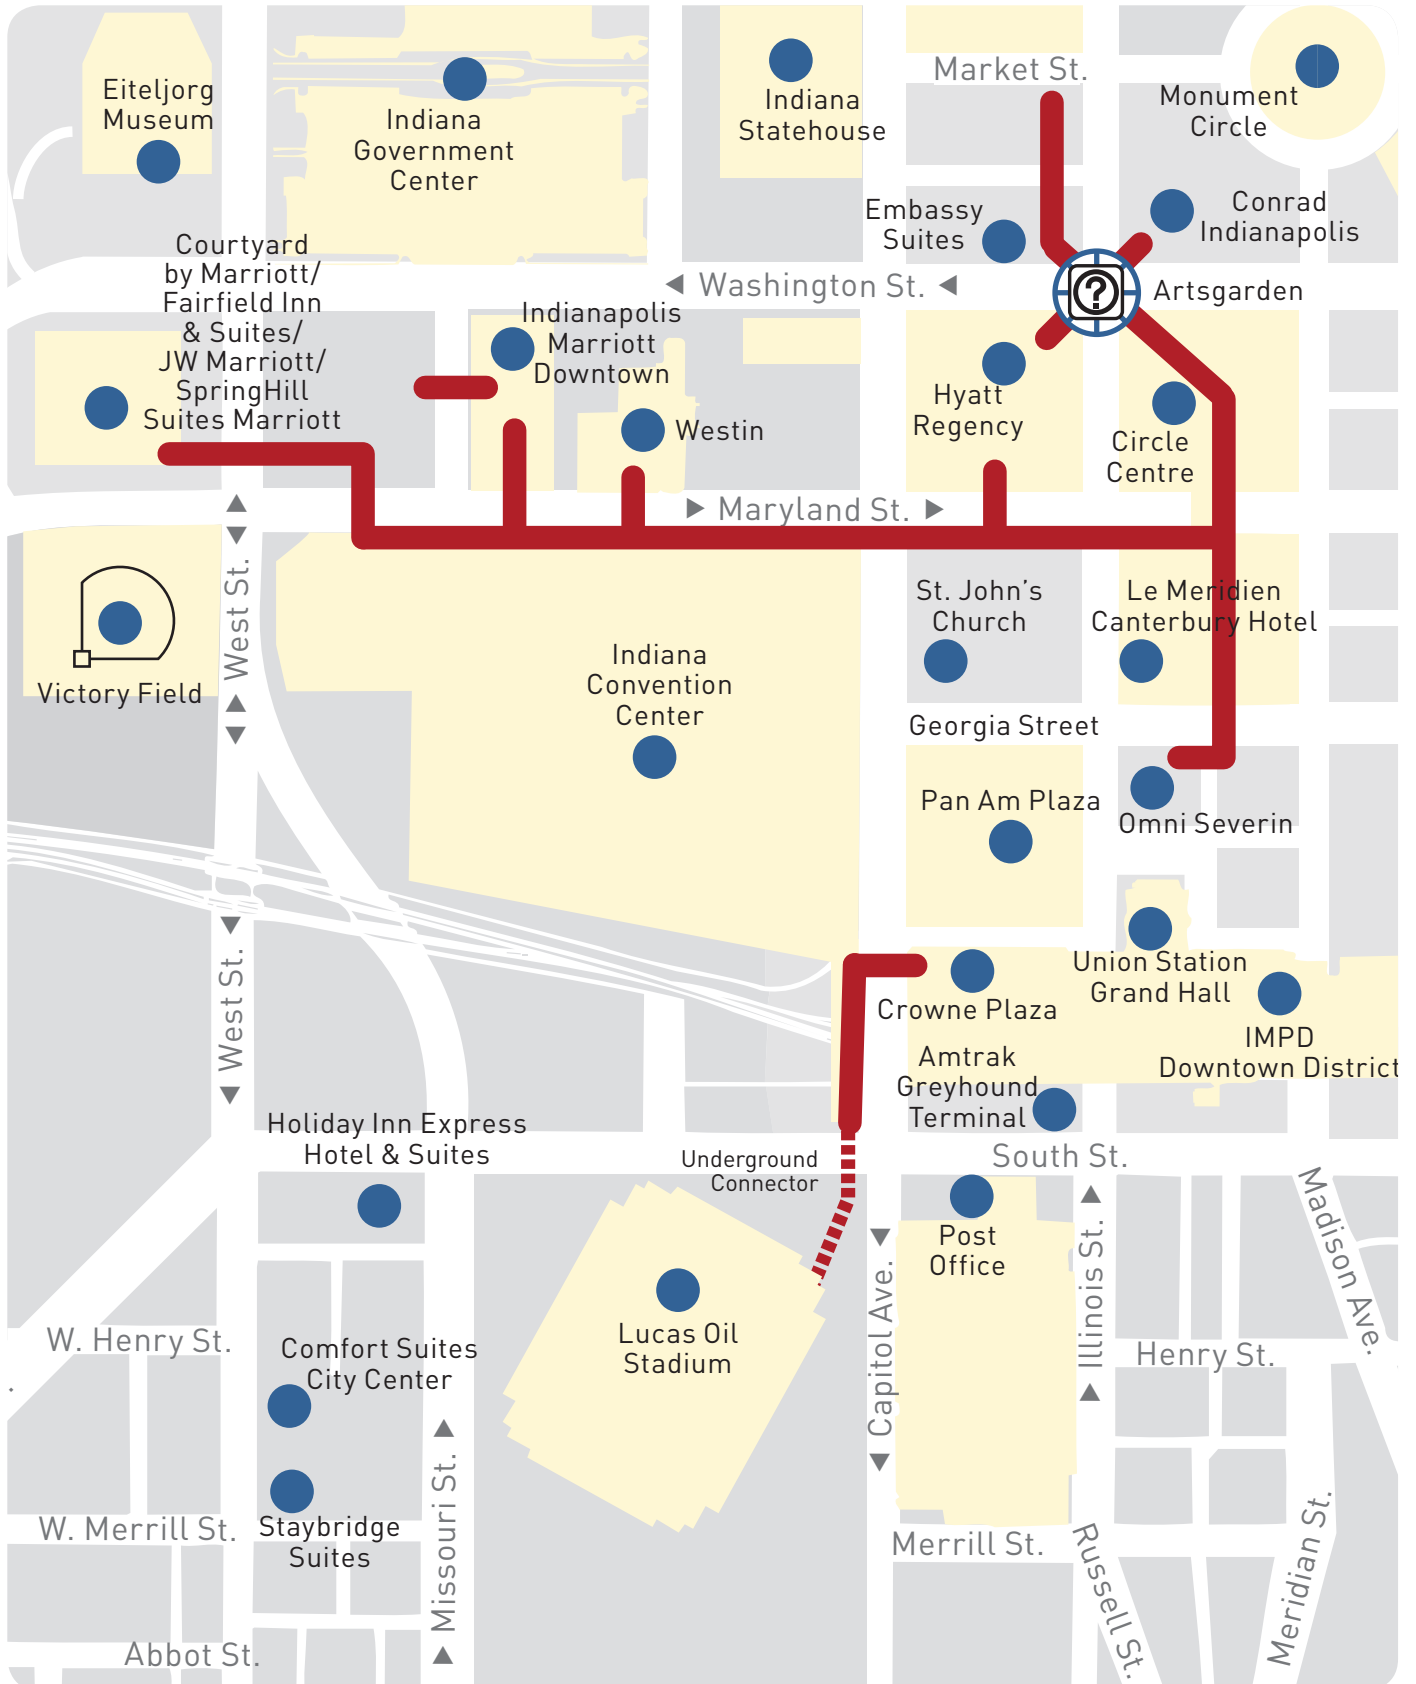 Eiteljorg
Museum
Indiana
Government
Center
Indiana
Statehouse
Market St.
Monument
Circle
Embassy
Suites
Conrad
Indianapolis
Courtyard
by Marriott/
Fairfield Inn
& Suites/
JW Marriott/
SpringHill
Suites Marriott
Washington St.
?
Artsgarden
Indianapolis
Marriott
Downtown
Westin
Hyatt
Regency
Circle
Centre
Maryland St.
West St.
Victory Field
Indiana
Convention
Center
St. John's
Church
Le Meridien
Canterbury Hotel
Georgia Street
Pan Am Plaza
Omni Severin
West St.
Union Station
Grand Hall
Crowne Plaza
IMPD
Downtown District
Amtrak
Greyhound
Terminal
Holiday Inn Express
Hotel & Suites
Underground
Connector
South St.
Madison Ave.
Post
Office
Capitol Ave.
Illinois St.
Lucas Oil
Stadium
W. Henry St.
Henry St.
Comfort Suites
City Center
Missouri St.
W. Merrill St.
Staybridge
Suites
Merrill St.
Russell St.
Meridian St.
Abbot St.